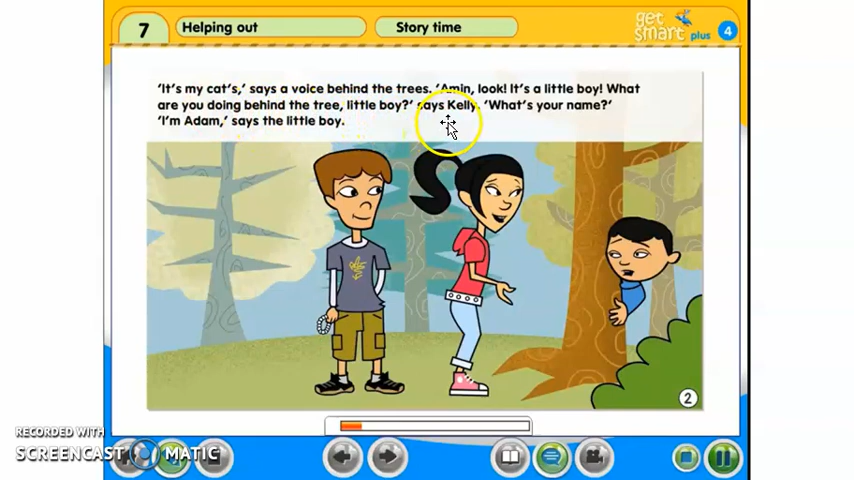 7
Helping out
Story time
get smart plus 4
'It's my cat's,' says a voice behind the trees. 'Amin, look! It's a little boy! What
are you doing behind the tree, little boy?' says Kelly. 'What's your name?'
'I'm Adam,' says the little boy.
2
RECORDED WITH
SCREENCAST MATIC